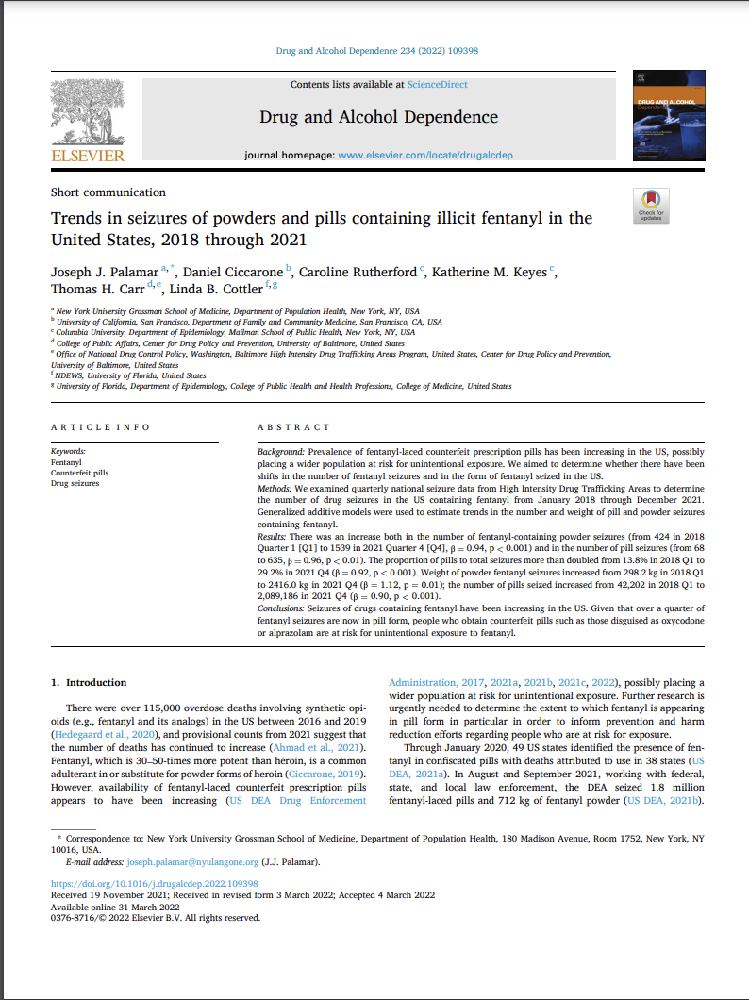 Drug and Alcohol Dependence 234 (2022) 109398
Contents lists available at ScienceDirect
Drug and Alcohol Dependence
journal homepage: www.elsevier.com/locate/drugalcdep
ELSEVIER
DRUG AND ALCOHOL
Dependence
Short communication
Check for
updates
Trends in seizures of powders and pills containing illicit fentanyl in the
United States, 2018 through 2021
Joseph J. Palamar a,*, Daniel Ciccarone b, Caroline Rutherford c, Katherine M. Keyes c,
Thomas H. Carr d,e, Linda B. Cottler f,g
a New York University Grossman School of Medicine, Department of Population Health, New York, NY, USA
b University of California, San Francisco, Department of Family and Community Medicine, San Francisco, CA, USA
c Columbia University, Department of Epidemiology, Mailman School of Public Health, New York, NY, USA
d College of Public Affairs, Center for Drug Policy and Prevention, University of Baltimore, United States
e Office of National Drug Control Policy, Washington, Baltimore High Intensity Drug Trafficking Areas Program, United States, Center for Drug Policy and Prevention,
University of Baltimore, United States
f NDEWS, University of Florida, United States
g University of Florida, Department of Epidemiology, College of Public Health and Health Professions, College of Medicine, United States
ARTICLE INFO
Keywords:
Fentanyl
Counterfeit pills
Drug seizures
ABSTRACT
Background: Prevalence of fentanyl-laced counterfeit prescription pills has been increasing in the US, possibly
placing a wider population at risk for unintentional exposure. We aimed to determine whether there have been
shifts in the number of fentanyl seizures and in the form of fentanyl seized in the US.
Methods: We examined quarterly national seizure data from High Intensity Drug Trafficking Areas to determine
the number of drug seizures in the US containing fentanyl from January 2018 through December 2021.
Generalized additive models were used to estimate trends in the number and weight of pill and powder seizures
containing fentanyl.
Results: There was an increase both in the number of fentanyl-containing powder seizures (from 424 in 2018
Quarter 1 [Q1] to 1539 in 2021 Quarter 4 [Q4], β = 0.94, p < 0.001) and in the number of pill seizures (from 68
to 635, β = 0.96, p < 0.01). The proportion of pills to total seizures more than doubled from 13.8% in 2018 Q1 to
29.2% in 2021 Q4 (β = 0.92, p < 0.001). Weight of powder fentanyl seizures increased from 298.2 kg in 2018 Q1
to 2416.0 kg in 2021 Q4 (β = 1.12, p = 0.01); the number of pills seized increased from 42,202 in 2018 Q1 to
2,089,186 in 2021 Q4 (β = 0.90, p < 0.001).
Conclusions: Seizures of drugs containing fentanyl have been increasing in the US. Given that over a quarter of
fentanyl seizures are now in pill form, people who obtain counterfeit pills such as those disguised as oxycodone
or alprazolam are at risk for unintentional exposure to fentanyl.
1. Introduction
There were over 115,000 overdose deaths involving synthetic opi-
oids (e.g., fentanyl and its analogs) in the US between 2016 and 2019
(Hedegaard et al., 2020), and provisional counts from 2021 suggest that
the number of deaths has continued to increase (Ahmad et al., 2021).
Fentanyl, which is 30–50-times more potent than heroin, is a common
adulterant in or substitute for powder forms of heroin (Ciccarone, 2019).
However, availability of fentanyl-laced counterfeit prescription pills
appears to have been increasing (US DEA Drug Enforcement
Administration, 2017, 2021a, 2021b, 2021c, 2022), possibly placing a
wider population at risk for unintentional exposure. Further research is
urgently needed to determine the extent to which fentanyl is appearing
in pill form in particular in order to inform prevention and harm
reduction efforts regarding people who are at risk for exposure.
Through January 2020, 49 US states identified the presence of fen-
tanyl in confiscated pills with deaths attributed to use in 38 states (US
DEA, 2021a). In August and September 2021, working with federal,
state, and local law enforcement, the DEA seized 1.8 million
fentanyl-laced pills and 712 kg of fentanyl powder (US DEA, 2021b).
* Correspondence to: New York University Grossman School of Medicine, Department of Population Health, 180 Madison Avenue, Room 1752, New York, NY
10016, USA.
E-mail address: joseph.palamar@nyulangone.org (J.J. Palamar).
https://doi.org/10.1016/j.drugalcdep.2022.109398
Received 19 November 2021; Received in revised form 3 March 2022; Accepted 4 March 2022
Available online 31 March 2022
0376-8716/© 2022 Elsevier B.V. All rights reserved.